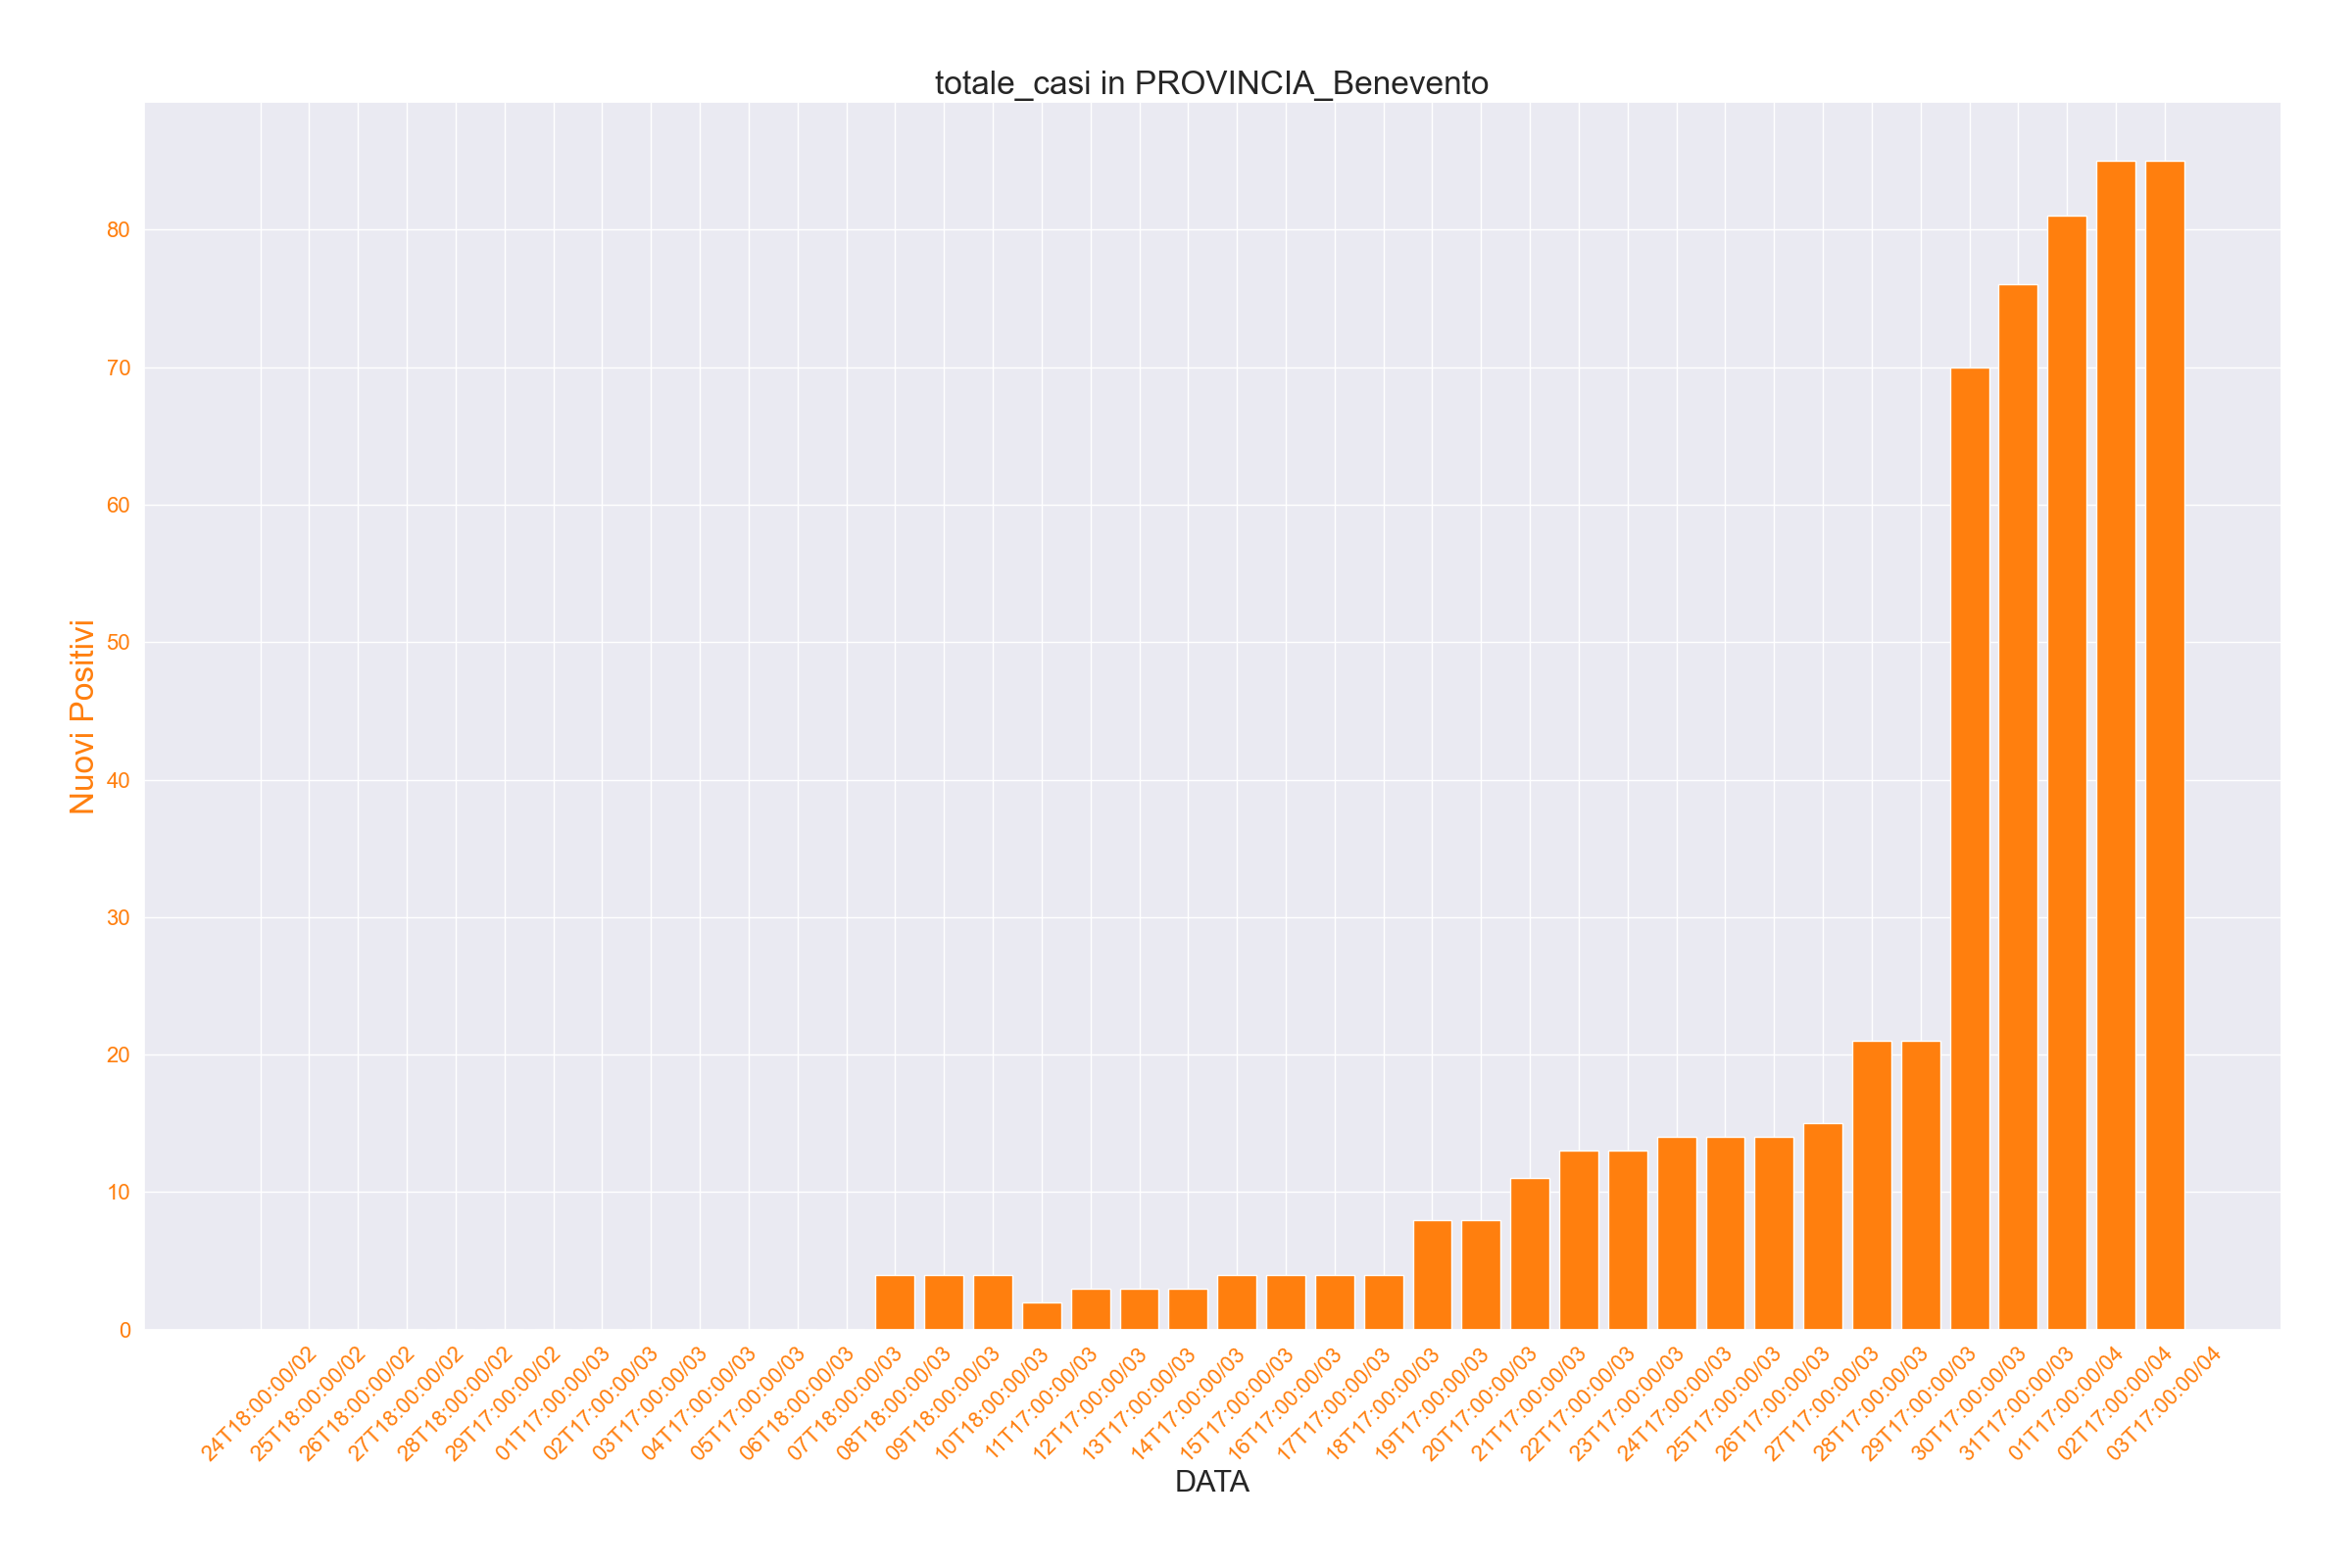 totale_casi in PROVINCIA_Benevento
Nuovi Positivi
80
70
60
50
40
30
20
10
0
24T18:00:00/02
25T18:00:00/02
26T18:00:00/02
27T18:00:00/02
28T18:00:00/02
29T17:00:00/02
01T17:00:00/03
02T17:00:00/03
03T17:00:00/03
04T17:00:00/03
05T17:00:00/03
06T18:00:00/03
07T18:00:00/03
08T18:00:00/03
09T18:00:00/03
10T18:00:00/03
11T17:00:00/03
12T17:00:00/03
13T17:00:00/03
14T17:00:00/03
15T17:00:00/03
16T17:00:00/03
17T17:00:00/03
18T17:00:00/03
19T17:00:00/03
20T17:00:00/03
21T17:00:00/03
22T17:00:00/03
23T17:00:00/03
24T17:00:00/03
25T17:00:00/03
26T17:00:00/03
27T17:00:00/03
28T17:00:00/03
29T17:00:00/03
30T17:00:00/03
31T17:00:00/03
01T17:00:00/04
02T17:00:00/04
03T17:00:00/04
DATA